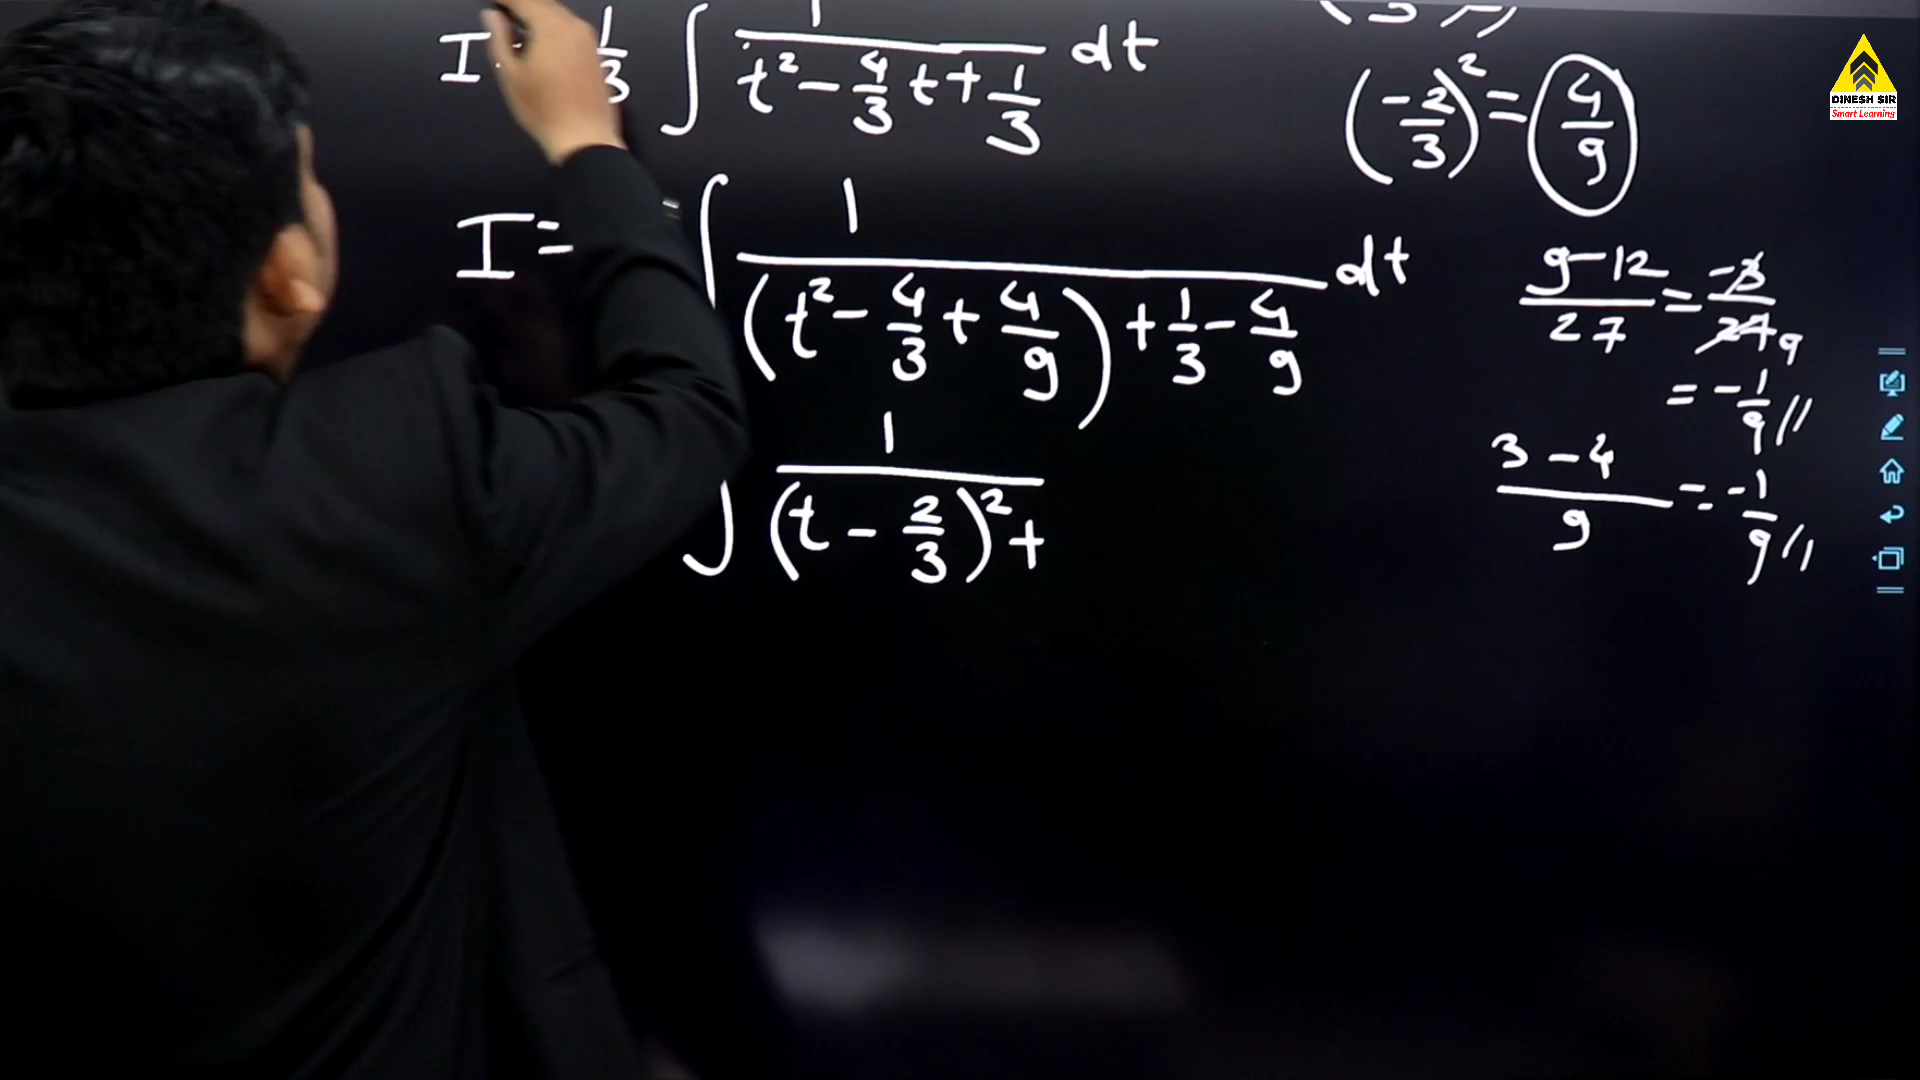 I = 1/3 ∫ 1/(t² - 4/3 t + 1/3) dt
(-2/3)² = 4/9
I = ∫ 1/((t² - 4/3 + 4/9) + 1/3 - 4/9) dt
9-12/27 = -3/27 9
= -1/9 //
∫ 1/((t - 2/3)² +
3-4/9 = -1/9 //
DINESH SIR
Smart Learning